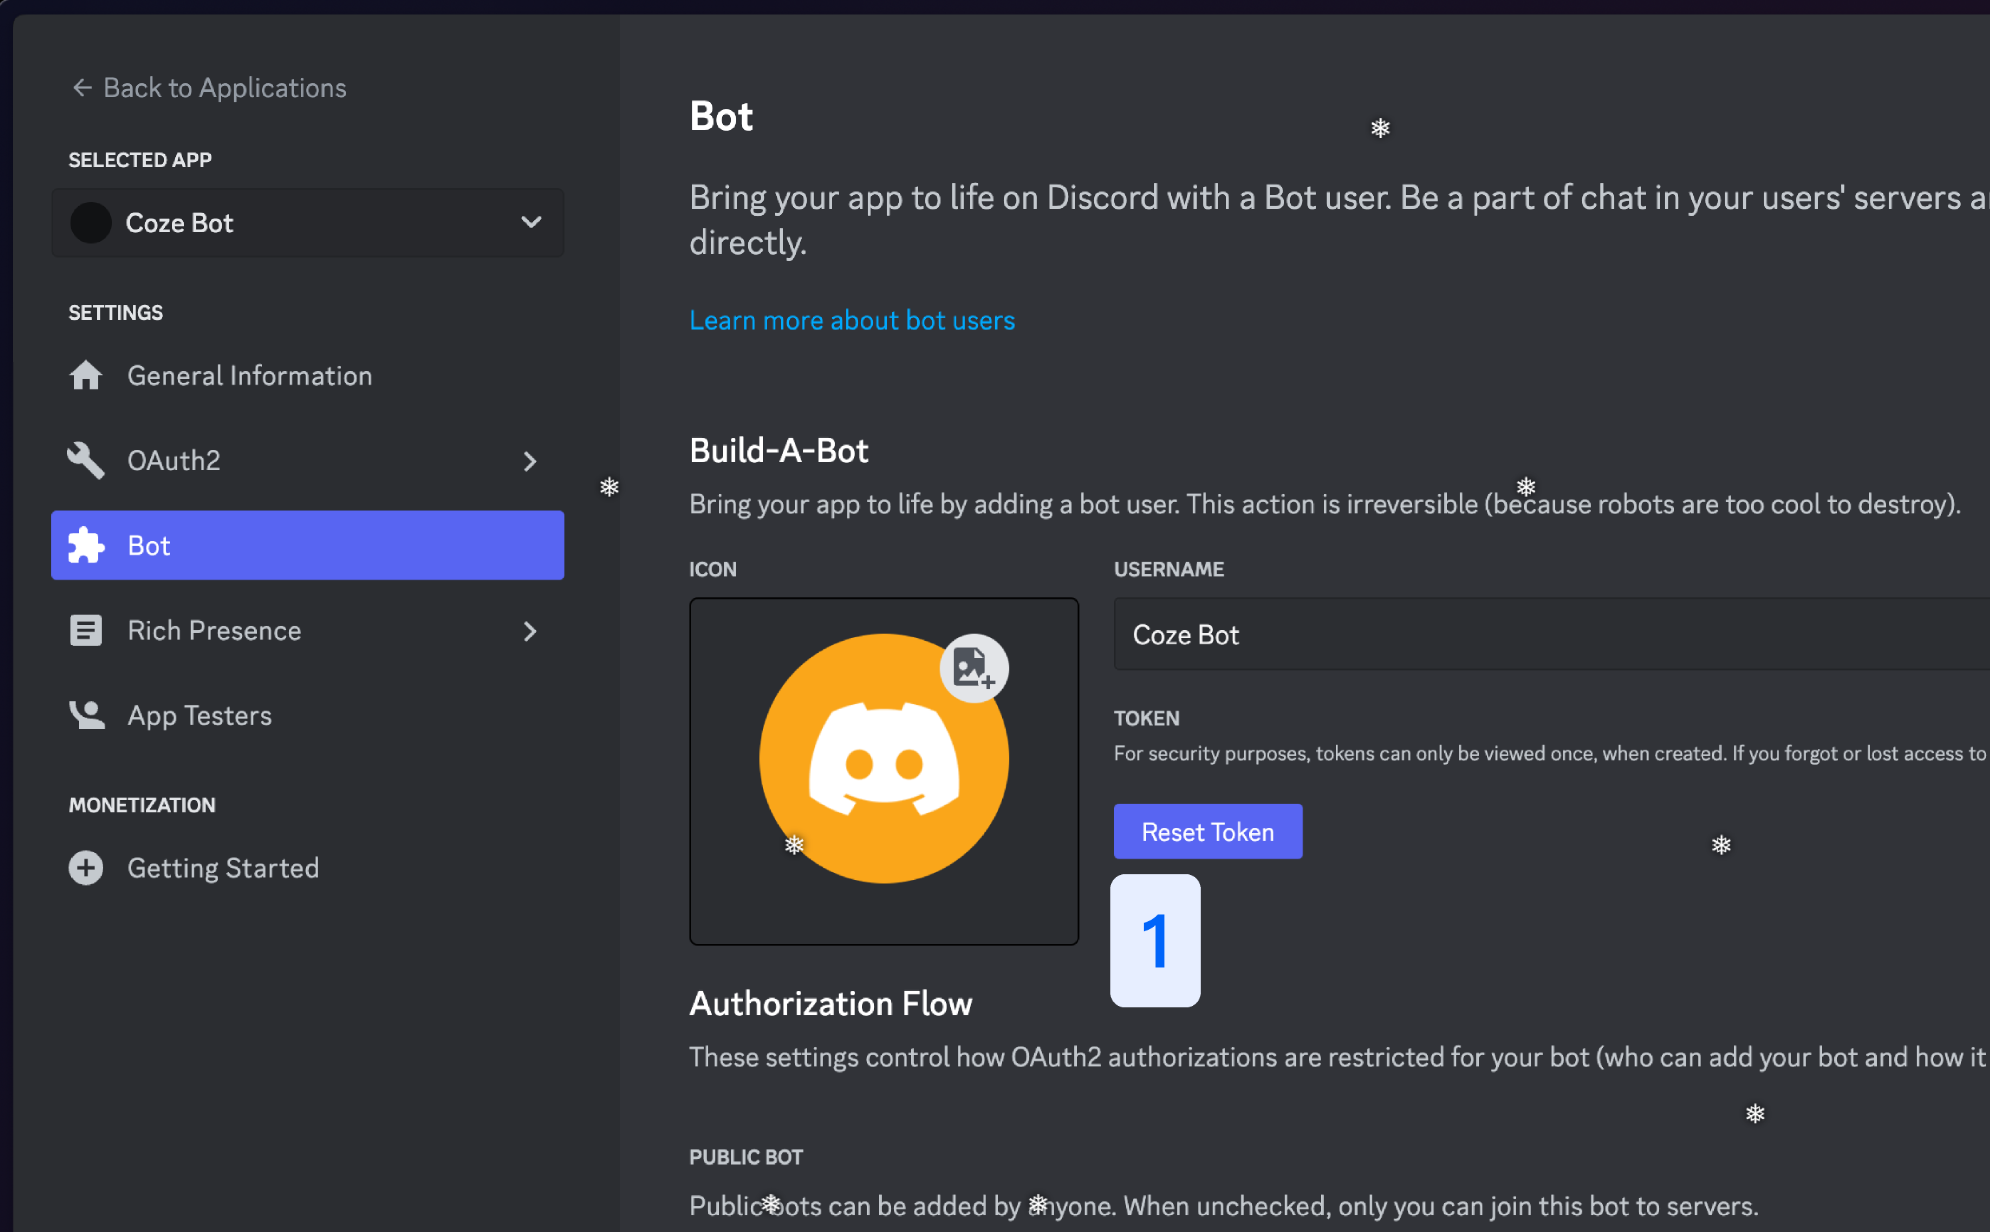 ← Back to Applications
SELECTED APP
Coze Bot
SETTINGS
General Information
OAuth2
Bot
Rich Presence
App Testers
MONETIZATION
Getting Started
Bot
Bring your app to life on Discord with a Bot user. Be a part of chat in your users' servers
directly.
Learn more about bot users
Build-A-Bot
Bring your app to life by adding a bot user. This action is irreversible (because robots are too cool to destroy).
ICON
USERNAME
Coze Bot
TOKEN
For security purposes, tokens can only be viewed once, when created. If you forgot or lost access to
Reset Token
1
Authorization Flow
These settings control how OAuth2 authorizations are restricted for your bot (who can add your bot and how it
PUBLIC BOT
Public bots can be added by anyone. When unchecked, only you can join this bot to servers.